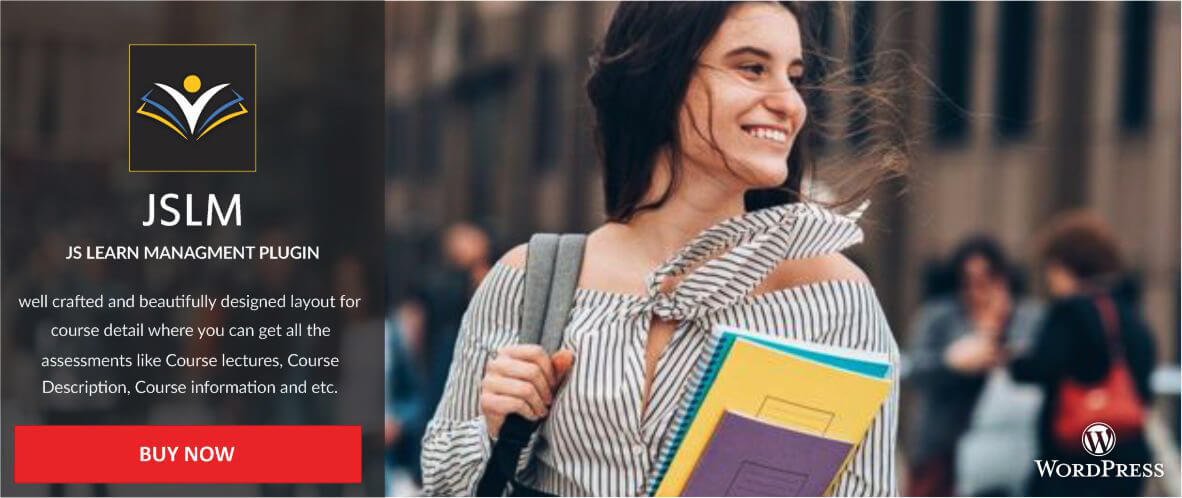 JSLM
JS LEARN MANAGMENT PLUGIN
well crafted and beautifully designed layout for
course detail where you can get all the
assessments like Course lectures, Course
Description, Course information and etc.
BUY NOW
WORDPRESS